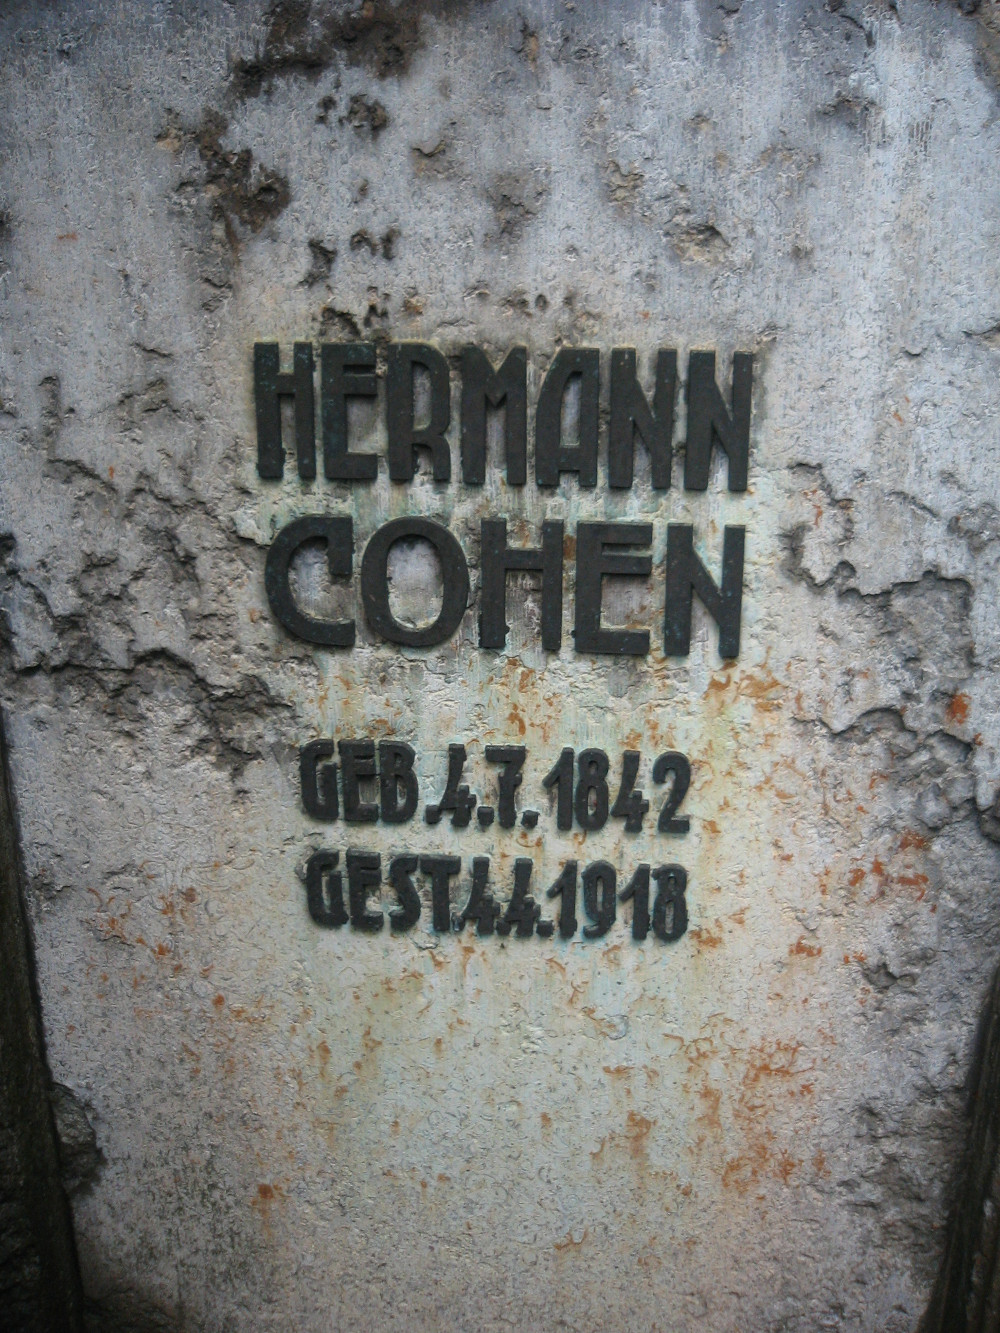 HERMANN
COHEN
GEB. 4.7.1842
GEST. 4.4.1918